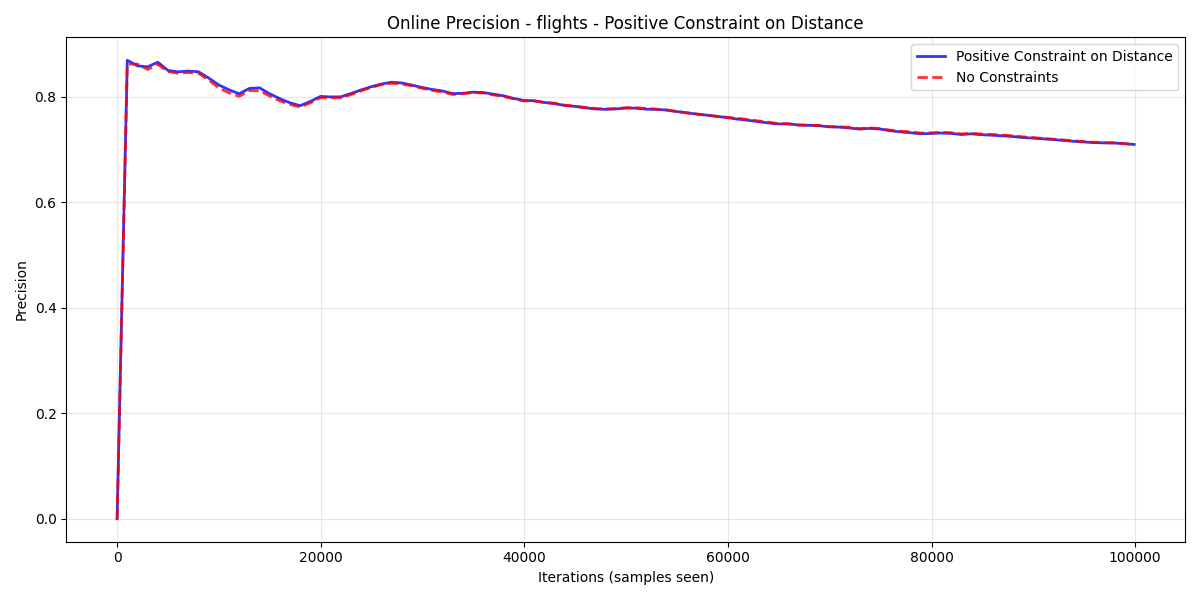 Online Precision - flights - Positive Constraint on Distance
Positive Constraint on Distance
No Constraints
Precision
0.8
0.6
0.4
0.2
0.0
0 20000 40000 60000 80000 100000
Iterations (samples seen)